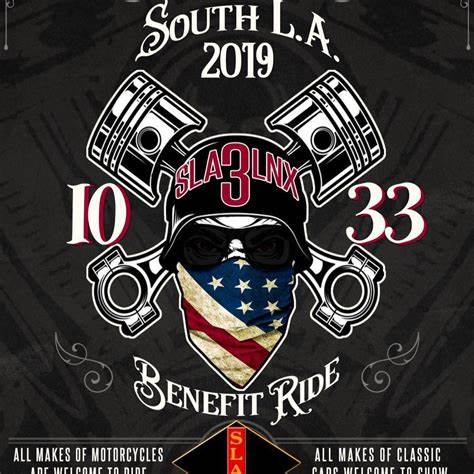 SOUTH L.A.
2019
SLA3LNX
10 33
BENEFIT RIDE
ALL MAKES OF MOTORCYCLES
ARE WELCOME TO RIDE
SLA
ALL MAKES OF CLASSIC
CARS WELCOME TO SHOW